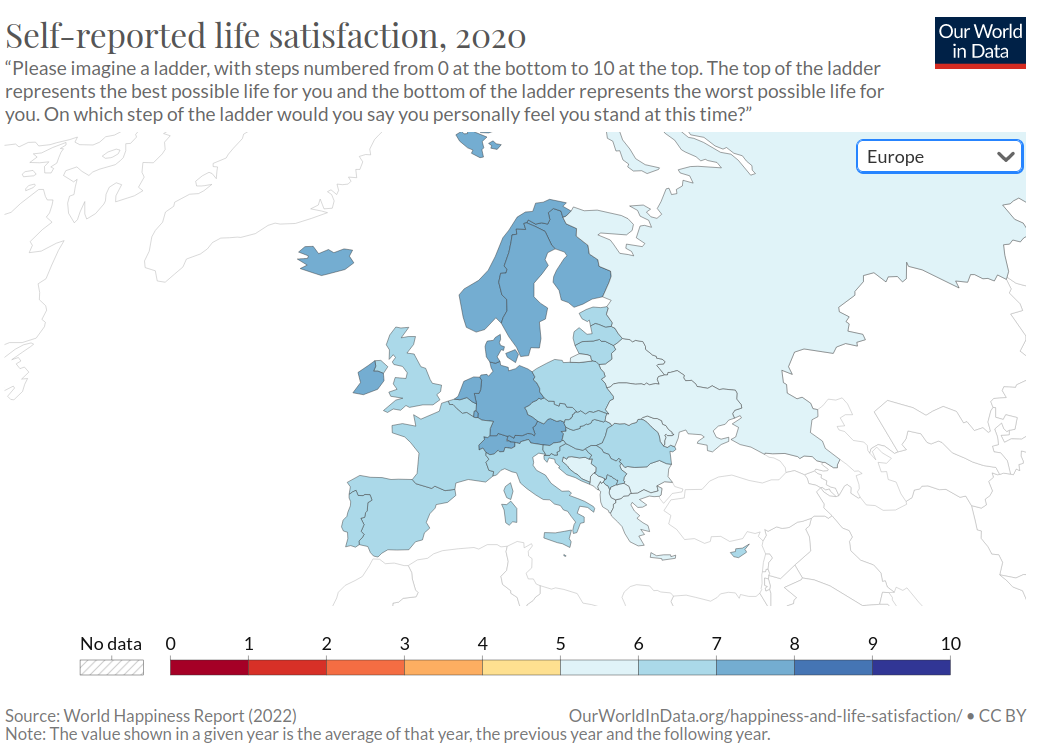 Self-reported life satisfaction, 2020
Our World
in Data
“Please imagine a ladder, with steps numbered from 0 at the bottom to 10 at the top. The top of the ladder
represents the best possible life for you and the bottom of the ladder represents the worst possible life for
you. On which step of the ladder would you say you personally feel you stand at this time?”
Europe
No data 0 1 2 3 4 5 6 7 8 9 10
Source: World Happiness Report (2022)
OurWorldInData.org/happiness-and-life-satisfaction/ • CC BY
Note: The value shown in a given year is the average of that year, the previous year and the following year.